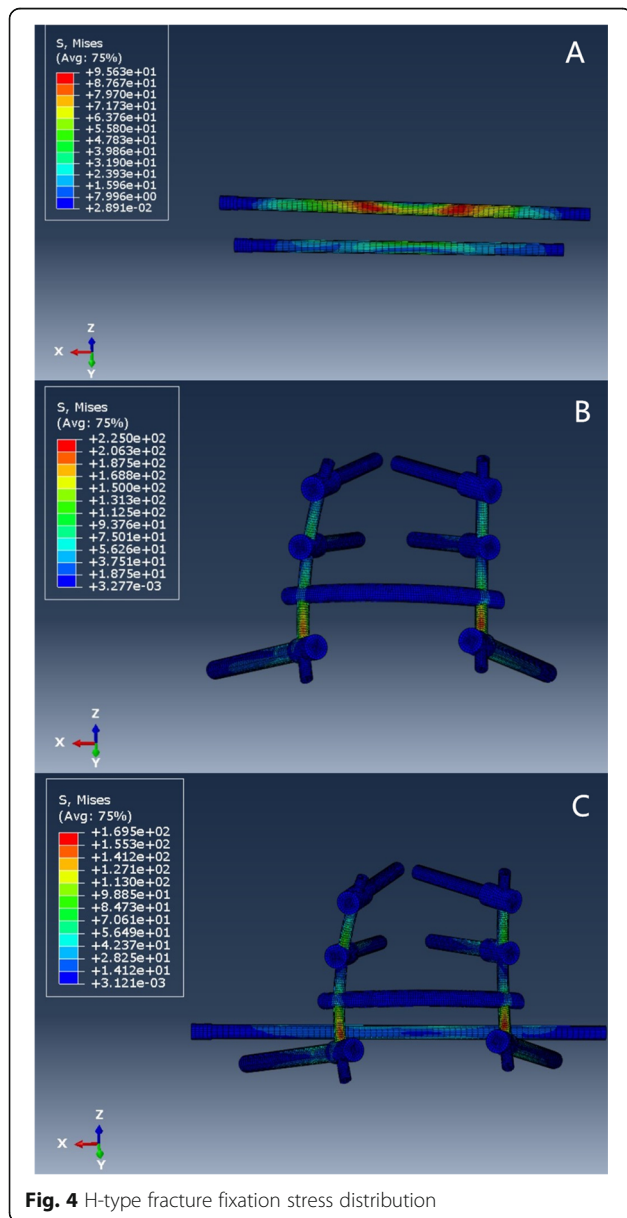 A
S, Mises
(Avg: 75%)
+9.563e+01
+8.767e+01
+7.970e+01
+7.173e+01
+6.376e+01
+5.580e+01
+4.783e+01
+3.986e+01
+3.190e+01
+2.393e+01
+1.596e+01
+7.996e+00
+2.891e-02
Z
X
Y
B
S, Mises
(Avg: 75%)
+2.250e+02
+2.063e+02
+1.875e+02
+1.688e+02
+1.500e+02
+1.313e+02
+1.125e+02
+9.376e+01
+7.501e+01
+5.626e+01
+3.751e+01
+1.875e+01
+3.277e-03
Z
X
Y
C
S, Mises
(Avg: 75%)
+1.695e+02
+1.553e+02
+1.412e+02
+1.271e+02
+1.130e+02
+9.885e+01
+8.473e+01
+7.061e+01
+5.649e+01
+4.237e+01
+2.825e+01
+1.412e+01
+3.121e-03
Z
X
Y
Fig. 4 H-type fracture fixation stress distribution